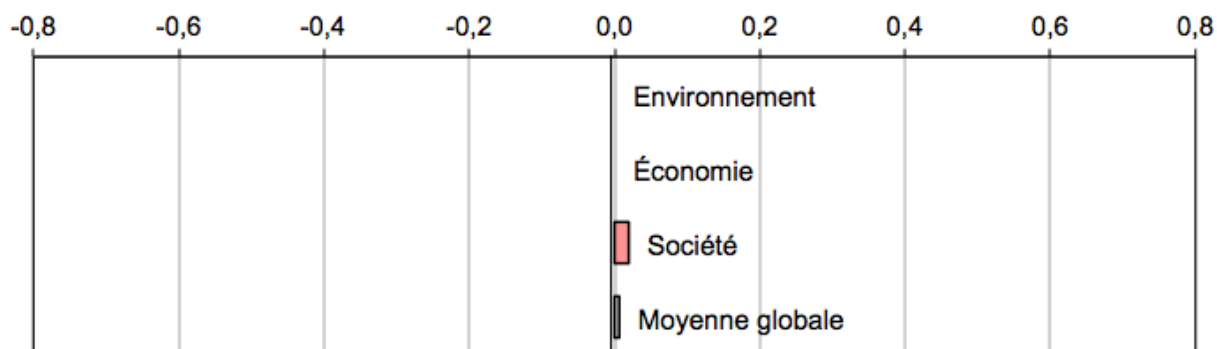 -0,8 -0,6 -0,4 -0,2 0,0 0,2 0,4 0,6 0,8
Environnement
Économie
Société
Moyenne globale